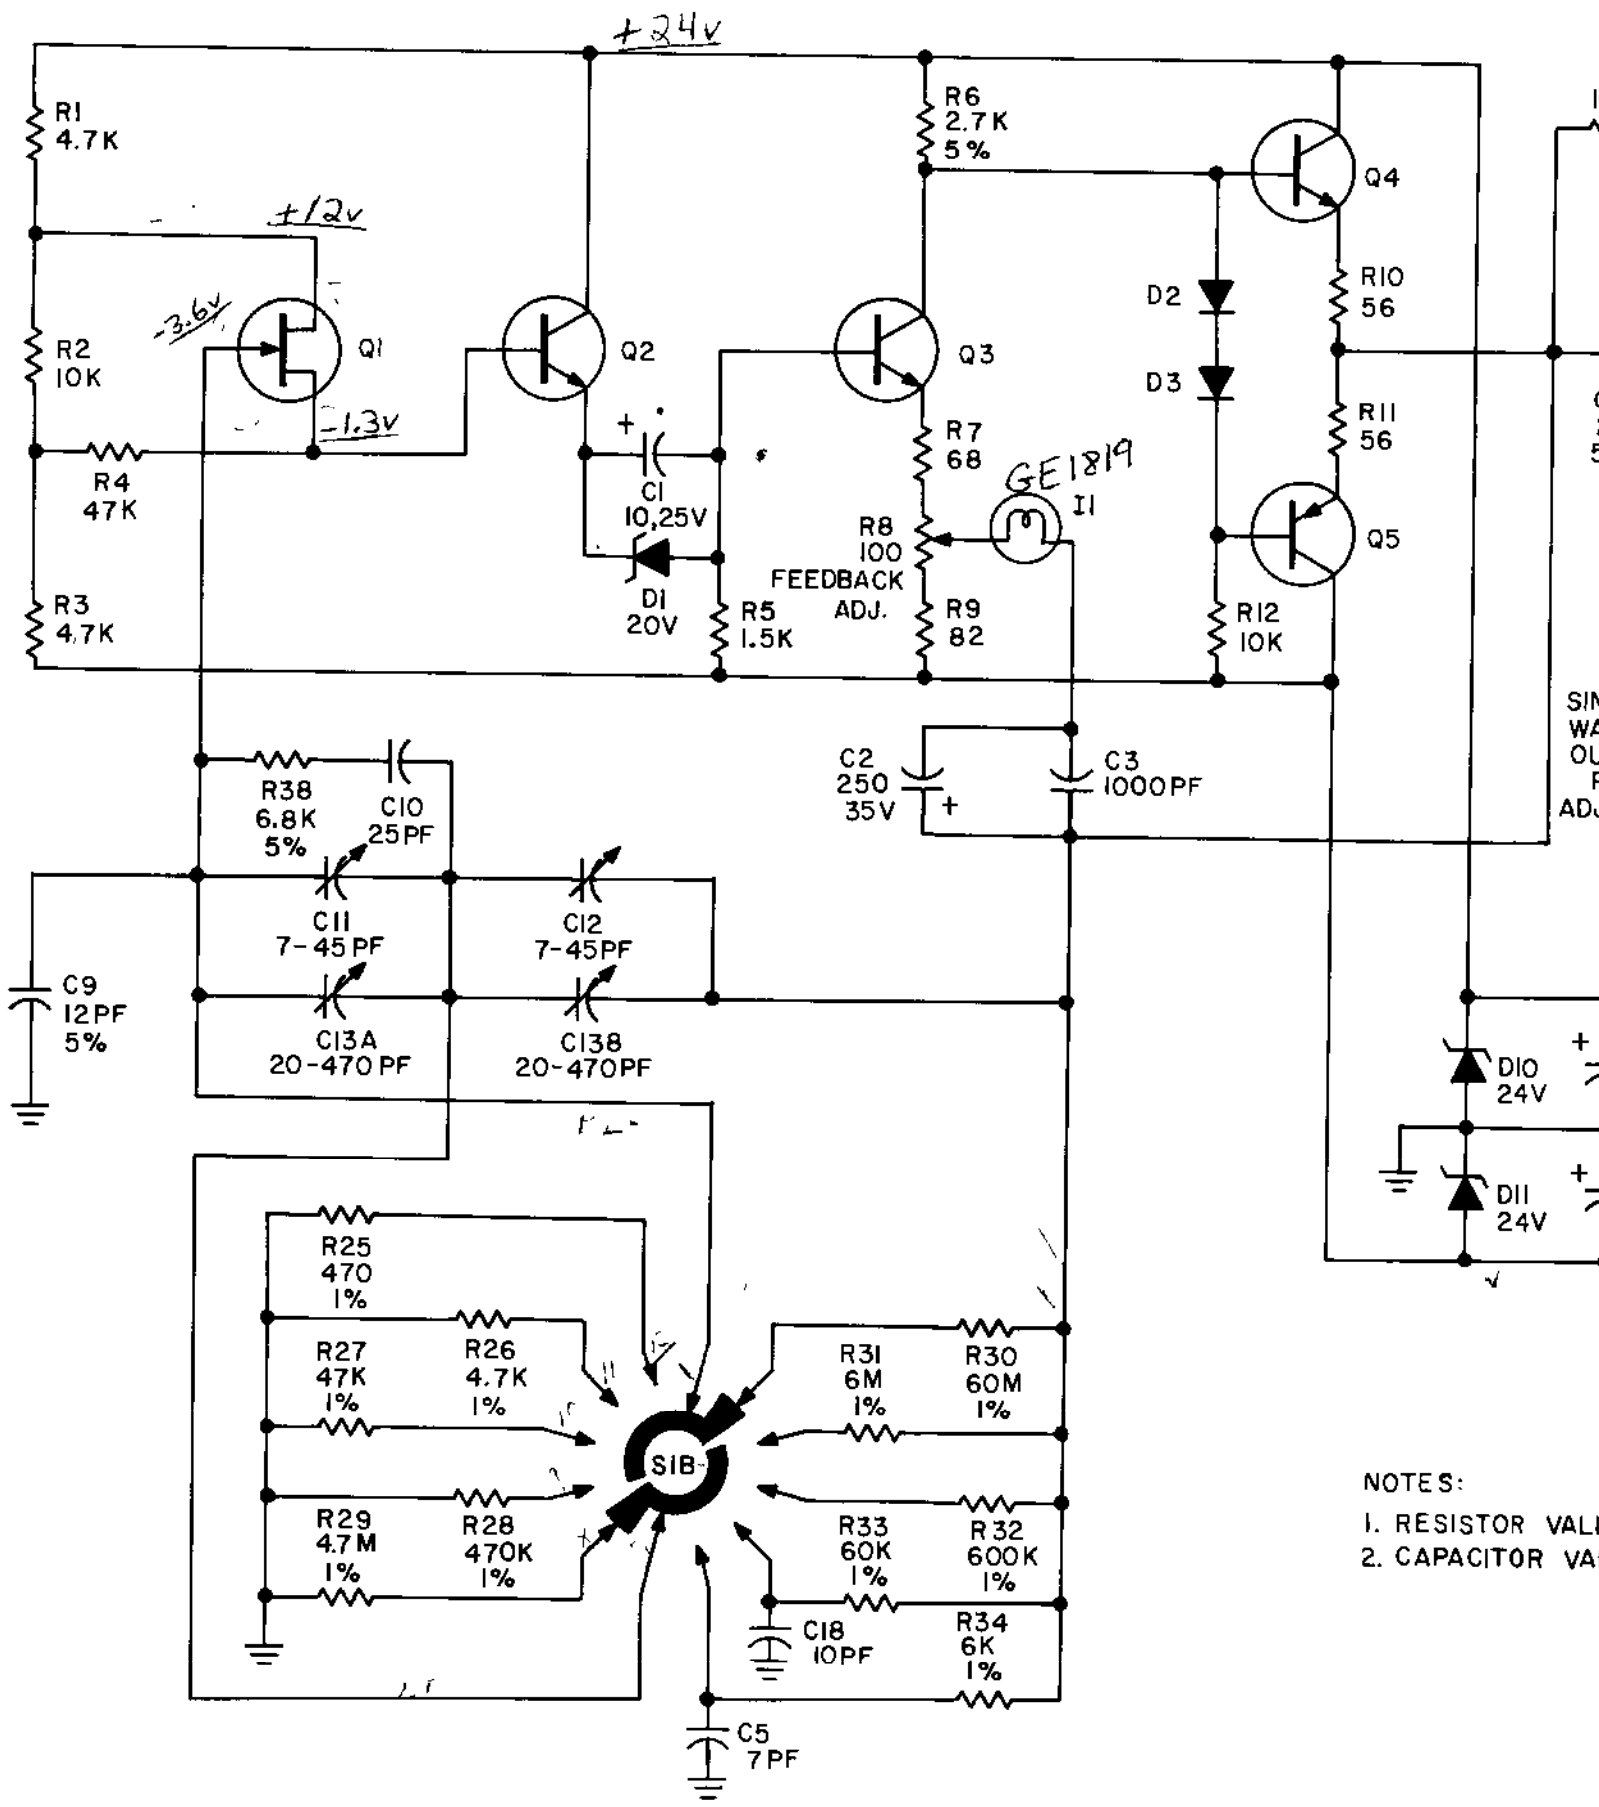 +24v
R1
4.7K
±12v
-3.6v
Q1
R2
10K
-1.3v
R4
47K
R3
4.7K
Q2
+
C1
10,25V
D1
20V
R5
1.5K
R6
2.7K
5%
Q3
R7
68
GE1819
I1
R8
100
FEEDBACK
ADJ.
R9
82
D2
D3
Q4
R10
56
R11
56
Q5
R12
10K
R38
6.8K
5%
C10
25PF
C2
250
35V
+
C3
1000PF
C11
7-45PF
C12
7-45PF
C9
12PF
5%
C13A
20-470PF
C13B
20-470PF
+
D10
24V
+
D11
24V
R25
470
1%
R27
47K
1%
R26
4.7K
1%
R31
6M
1%
R30
60M
1%
S1B
R29
4.7M
1%
R28
470K
1%
R33
60K
1%
R32
600K
1%
C18
10PF
R34
6K
1%
C5
7PF
NOTES:
1. RESISTOR
2. CAPACITOR